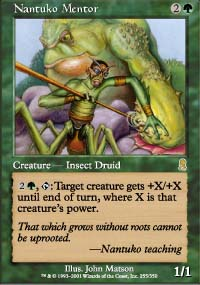 Nantuko Mentor 2
Creature — Insect Druid
2 , : Target creature gets +X/+X
until end of turn, where X is that
creature's power.
That which grows without roots cannot
be uprooted.
—Nantuko teaching
Illus. John Matson
™ & © 1993-2001 Wizards of the Coast, Inc. 255/350
1/1